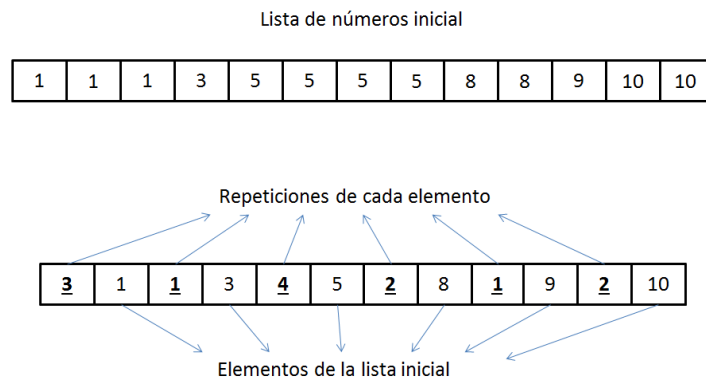 Lista de números inicial
1 1 1 3 5 5 5 5 8 8 9 10 10
Repeticiones de cada elemento
3 1 1 3 4 5 2 8 1 9 2 10
Elementos de la lista inicial